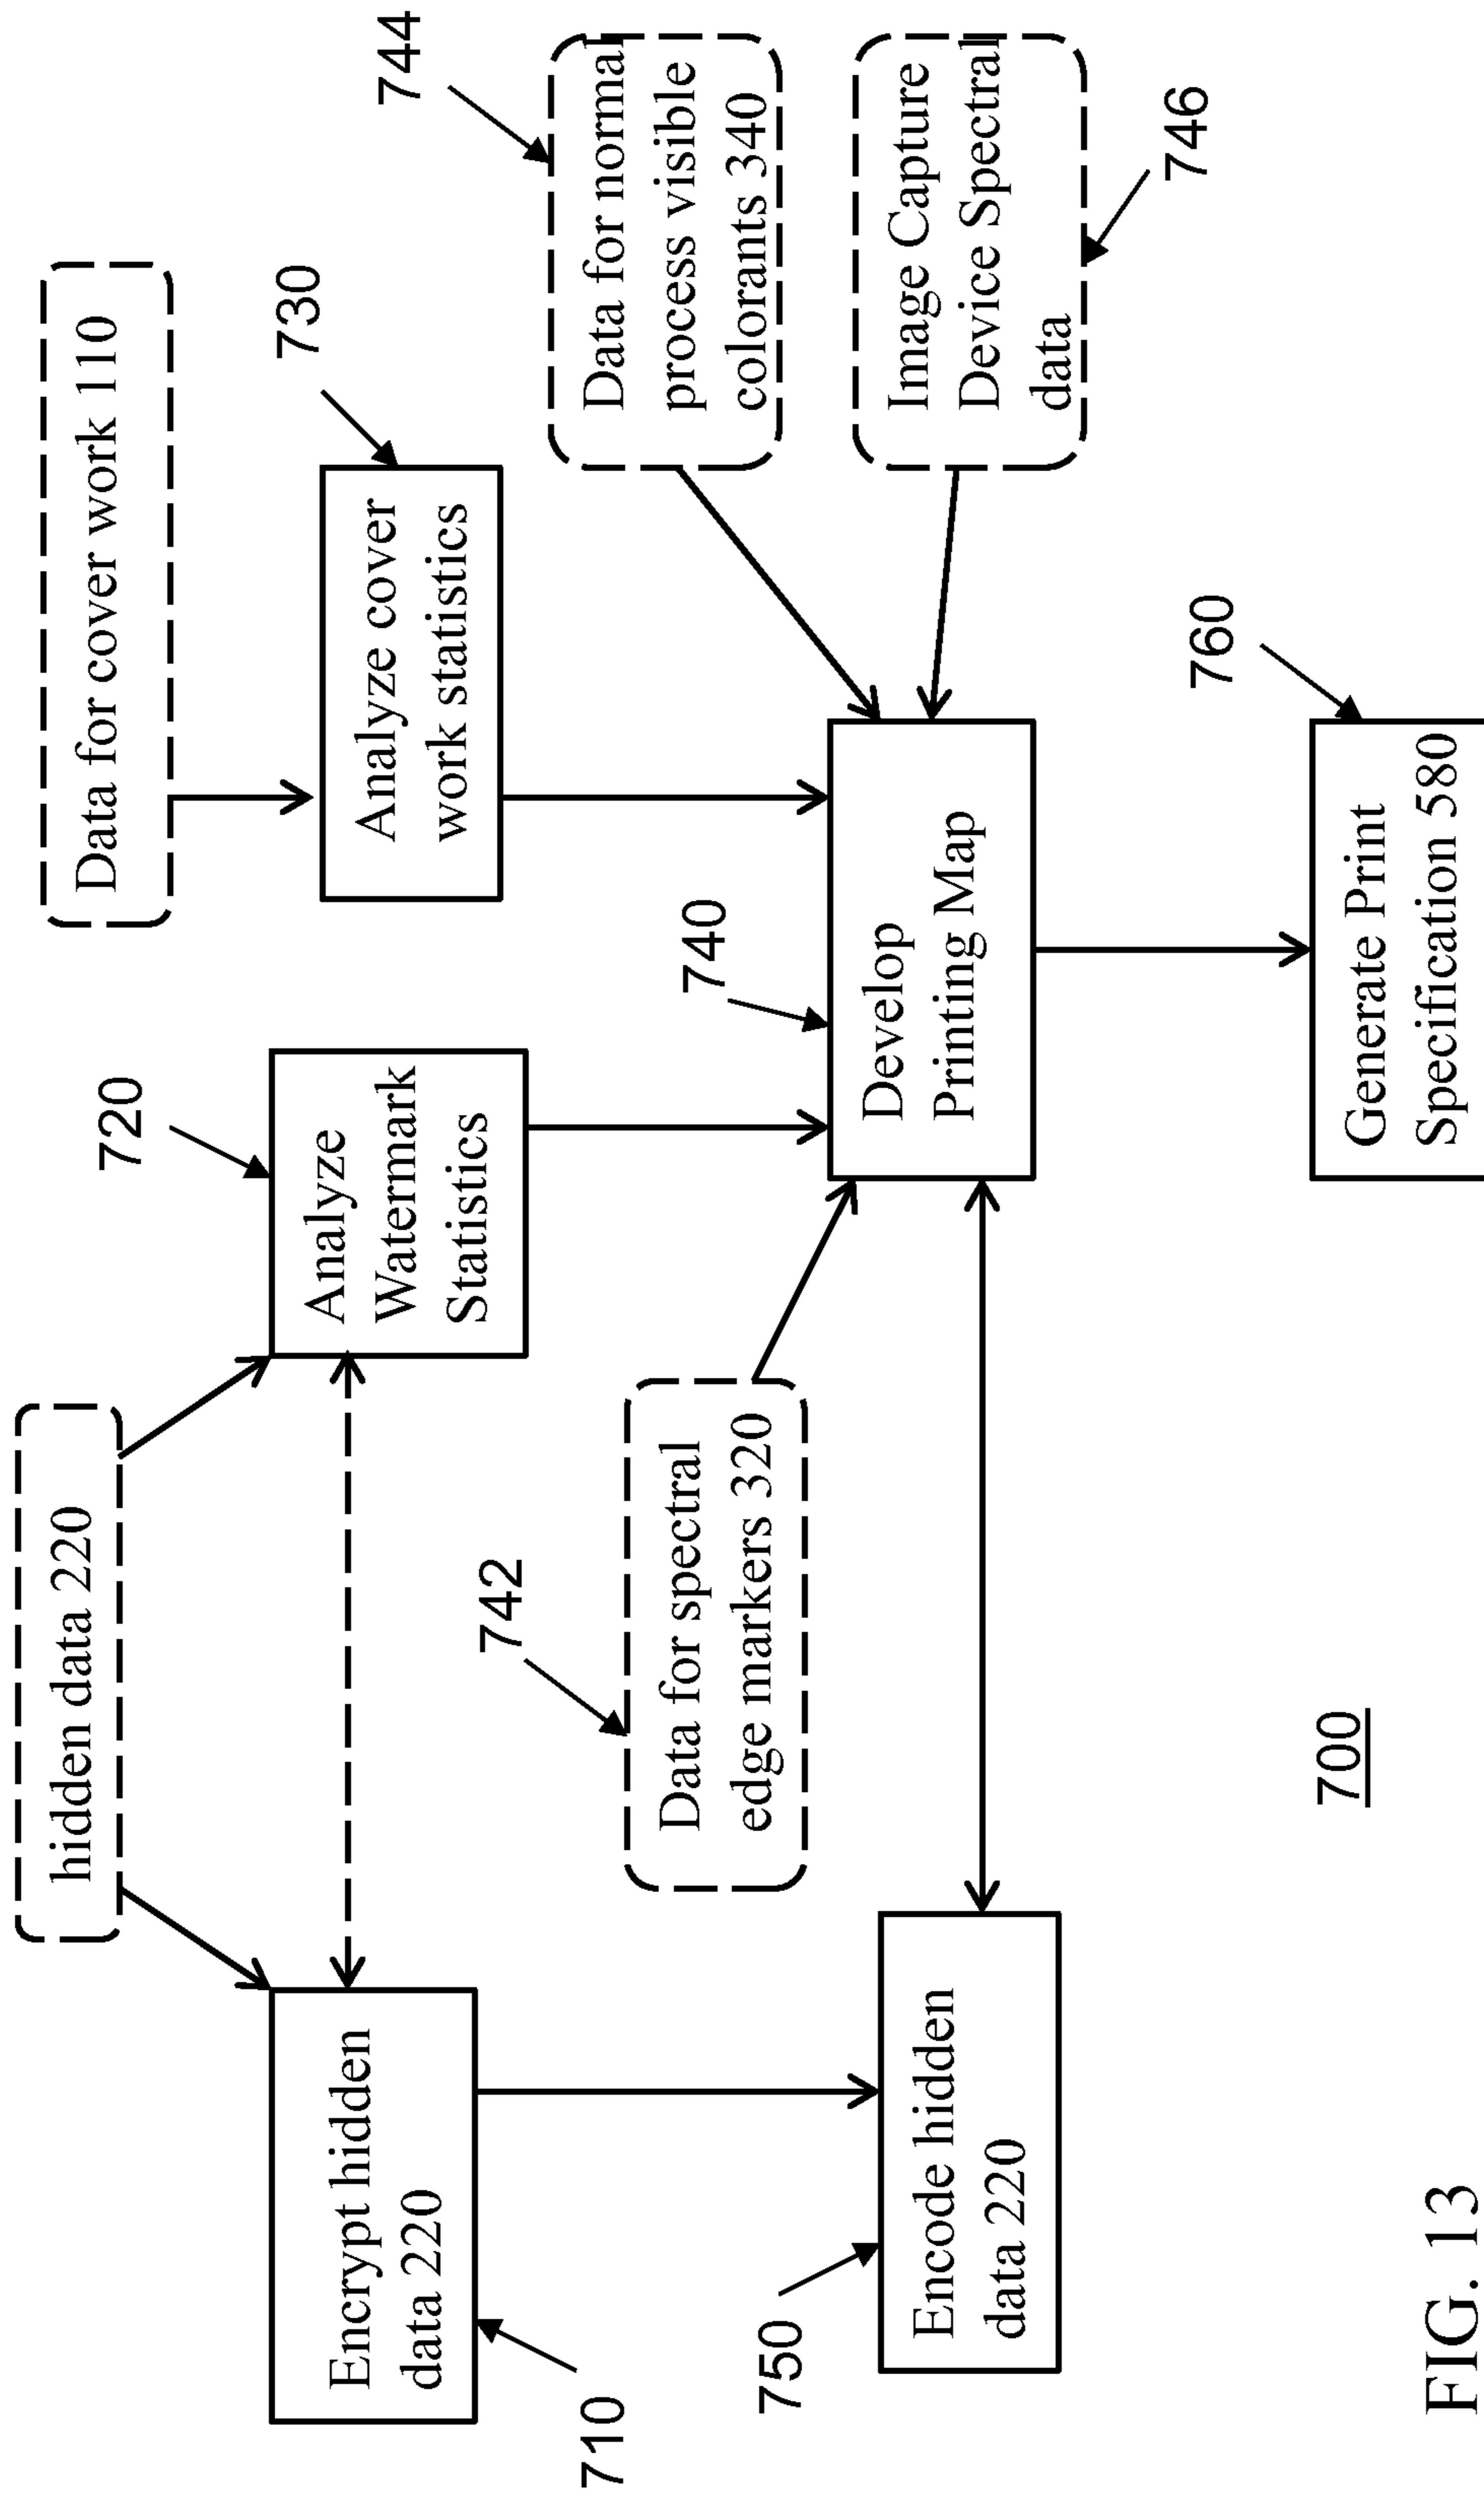 hidden data 220
Data for cover work 110
720
730
744
Encrypt hidden
data 220
Analyze
Watermark
Statistics
Analyze cover
work statistics
710
742
Data for spectral
edge markers 320
740
Data for normal
process visible
colorants 340
750
Encode hidden
data 220
Develop
Printing Map
Image Capture
Device Spectral
data
746
760
700
Generate Print
Specification 580
FIG. 13